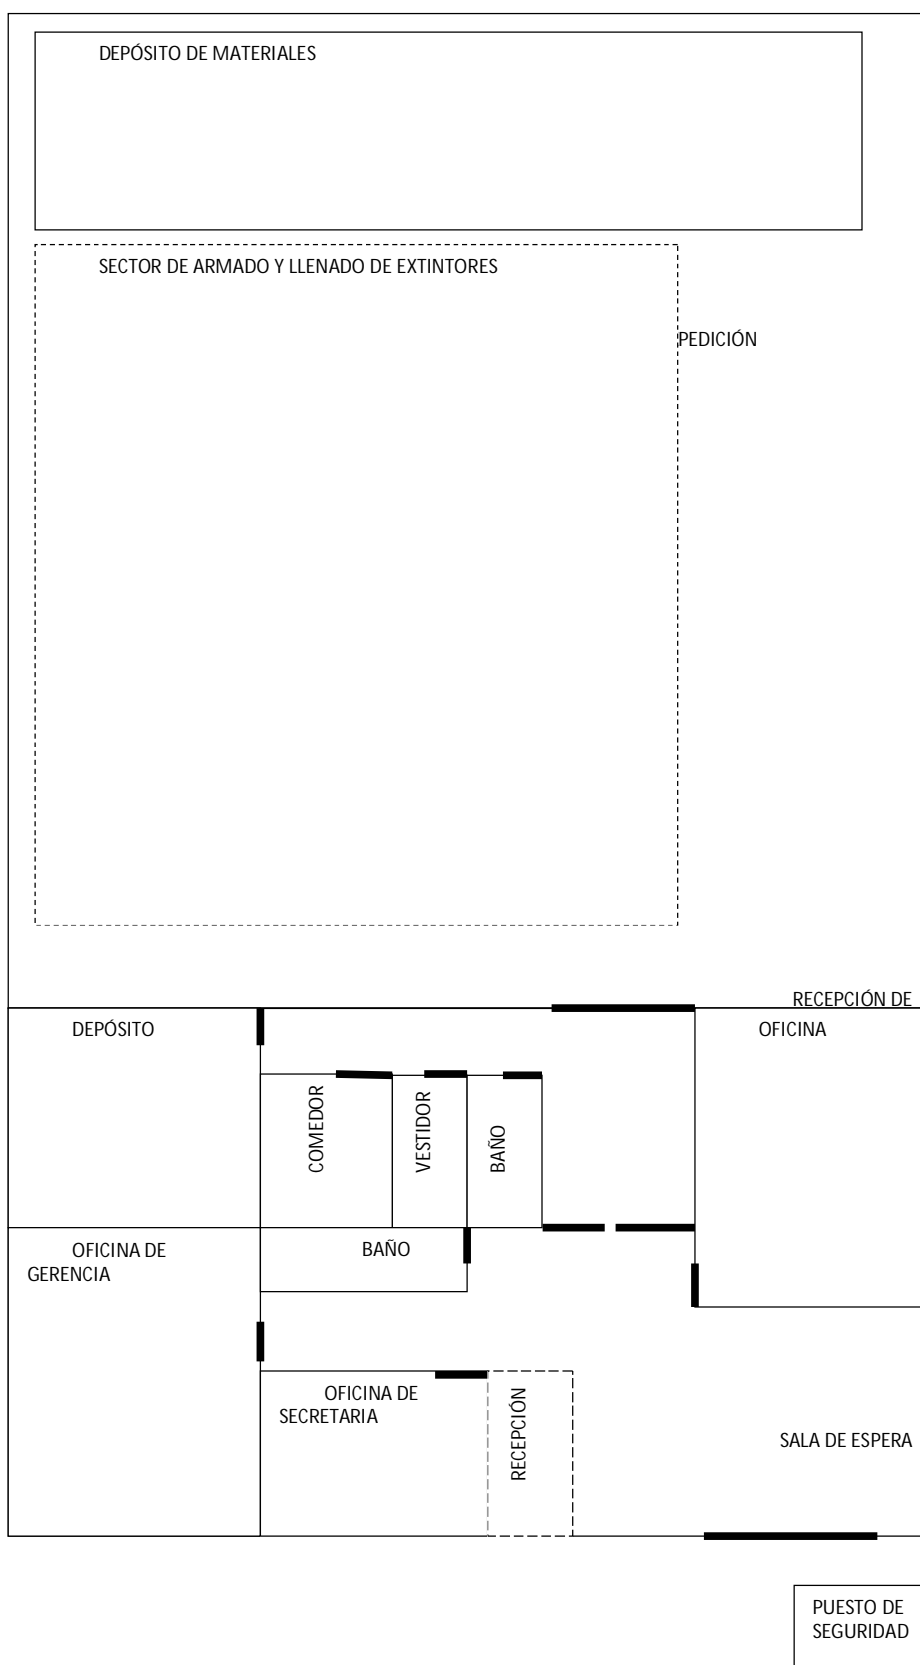 DEPÓSITO DE MATERIALES
SECTOR DE ARMADO Y LLENADO DE EXTINTORES
PEDICIÓN
RECEPCIÓN DE
DEPÓSITO
OFICINA
COMEDOR
VESTIDOR
BAÑO
OFICINA DE
GERENCIA
BAÑO
OFICINA DE
SECRETARIA
RECEPCIÓN
SALA DE ESPERA
PUESTO DE
SEGURIDAD